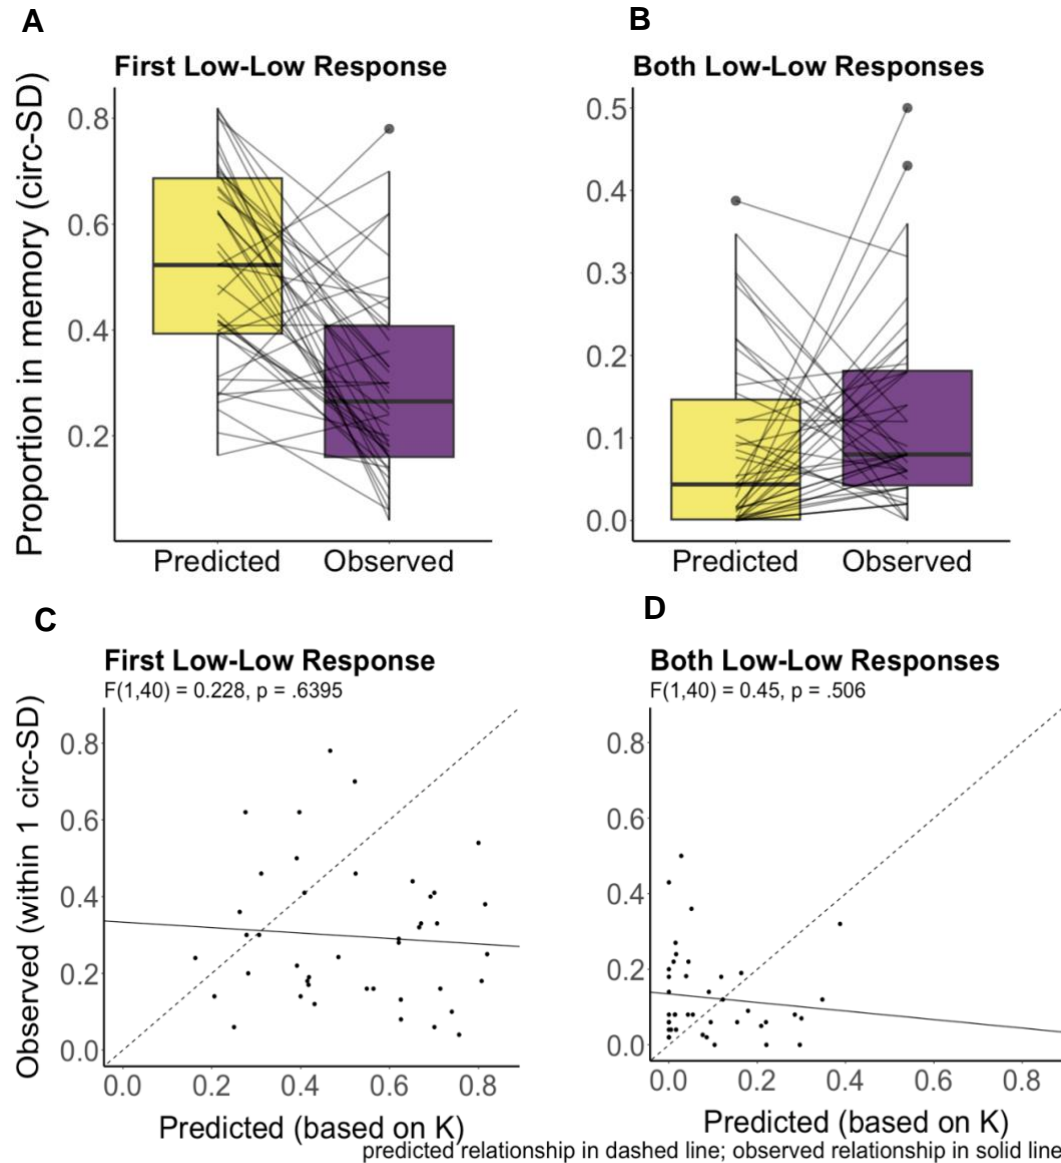 A
First Low-Low Response
Proportion in memory (circ-SD)
0.8
0.6
0.4
0.2
Predicted
Observed
B
Both Low-Low Responses
0.5
0.4
0.3
0.2
0.1
0.0
Predicted
Observed
C
First Low-Low Response
F(1,40) = 0.228, p = .6395
Observed (within 1 circ-SD)
0.8
0.6
0.4
0.2
0.0
0.0
0.2
0.4
0.6
0.8
Predicted (based on K)
D
Both Low-Low Responses
F(1,40) = 0.45, p = .506
0.8
0.6
0.4
0.2
0.0
0.0
0.2
0.4
0.6
0.8
Predicted (based on K)
predicted relationship in dashed line; observed relationship in solid line